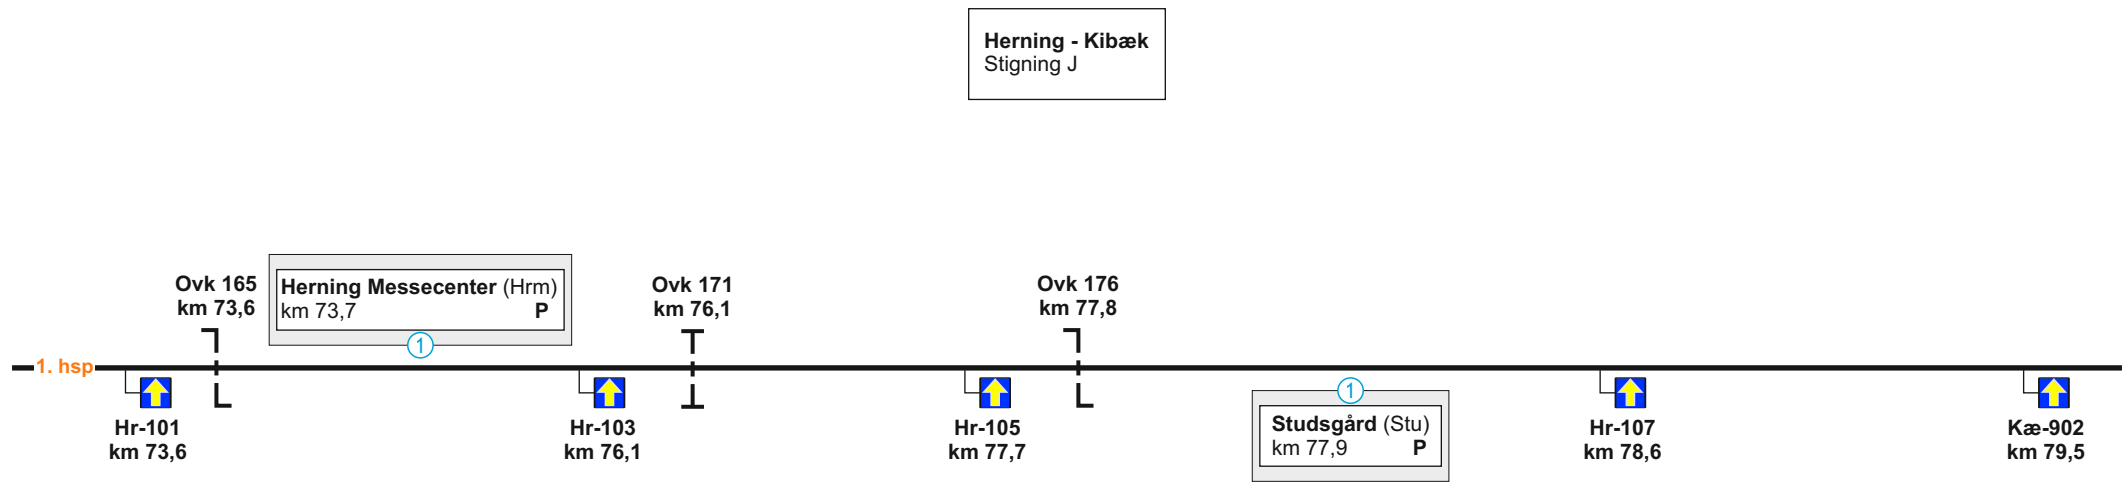 Herning - Kibæk
Stigning J
Ovk 165
km 73,6
Herning Messecenter (Hrm)
km 73,7 P
1
Ovk 171
km 76,1
Ovk 176
km 77,8
1. hsp
Hr-101
km 73,6
Hr-103
km 76,1
Hr-105
km 77,7
1
Studsgård (Stu)
km 77,9 P
Hr-107
km 78,6
Kæ-902
km 79,5